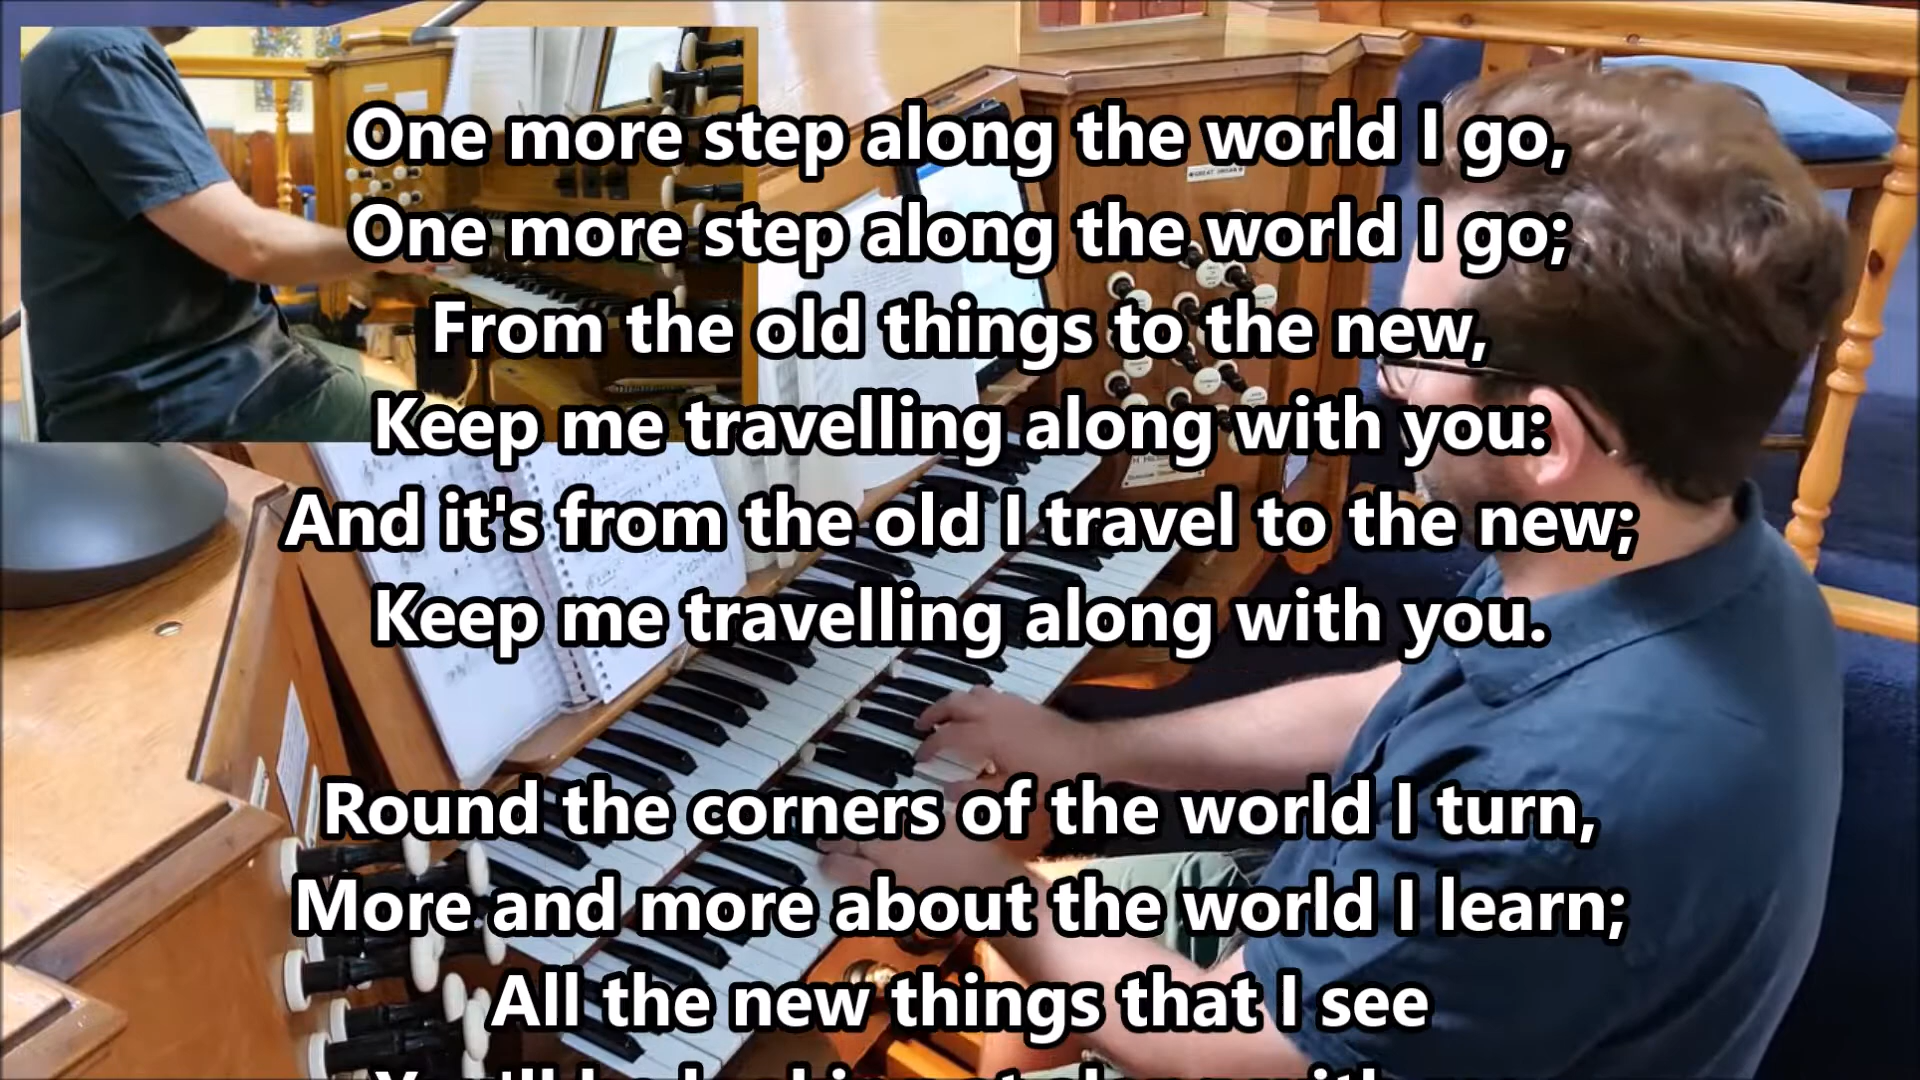 One more step along the world I go,
One more step along the world I go;
From the old things to the new,
Keep me travelling along with you:
And it's from the old I travel to the new;
Keep me travelling along with you.
Round the corners of the world I turn,
More and more about the world I learn;
All the new things that I see
GREAT ORGAN